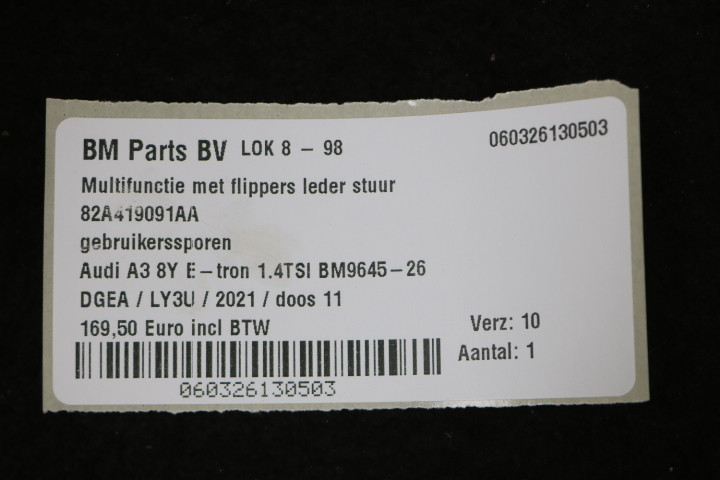 BM Parts BV LOK 8 - 98 060326130503
Multifunctie met flippers leder stuur
82A419091AA
gebruikerssporen
Audi A3 8Y E-tron 1.4TSI BM9645-26
DGEA / LY3U / 2021 / doos 11
169,50 Euro incl BTW Verz: 10
Aantal: 1
060326130503